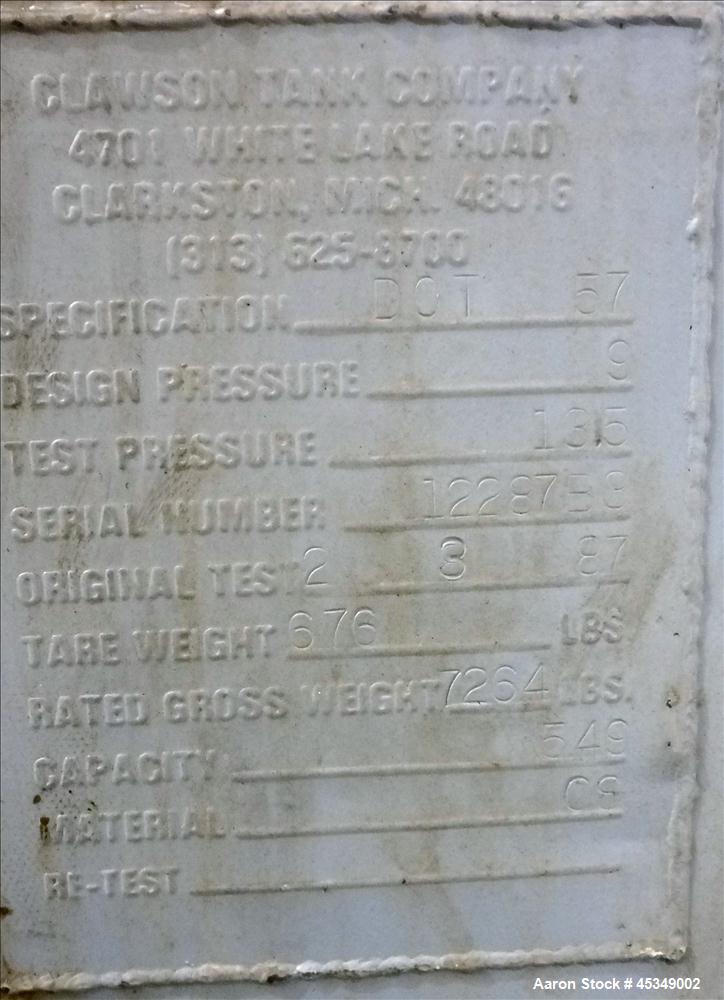 CLAWSON TANK COMPANY
4701 WHITE LAKE ROAD
CLARKSTON, MICH. 48016
(313) 625-8700
SPECIFICATION DOT 57
DESIGN PRESSURE 9
TEST PRESSURE 13.5
SERIAL NUMBER
ORIGINAL TEST 2 3 87
TARE WEIGHT 676 LBS
RATED GROSS WEIGHT 7264 LBS.
CAPACITY 549
MATERIAL CS
RE-TEST
Aaron Stock # 45349002